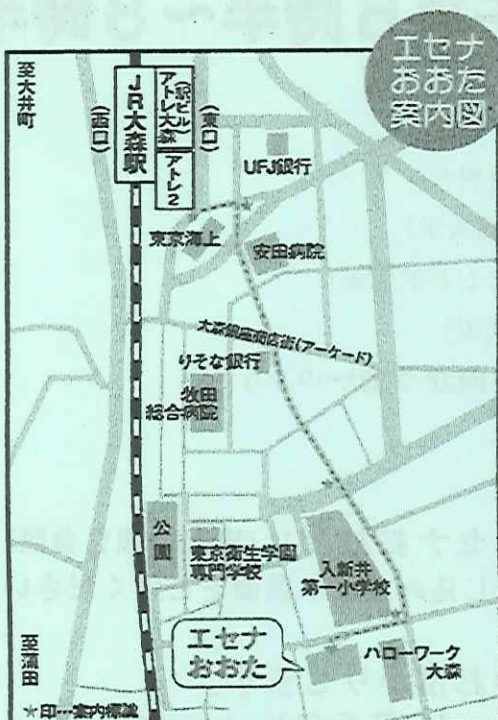 エセナ
おおた
案内図
至大井町
(西口)
JR大森駅
(駅ビル)
アトレ大森
アトレ2
(東口)
UFJ銀行
東京海上
安田病院
大森銀座商店街(アーケード)
りそな銀行
牧田
総合病院
公園
東京衛生学園
専門学校
入新井
第一小学校
エセナ
おおた
ハローワーク
大森
至蒲田
★印…案内標識